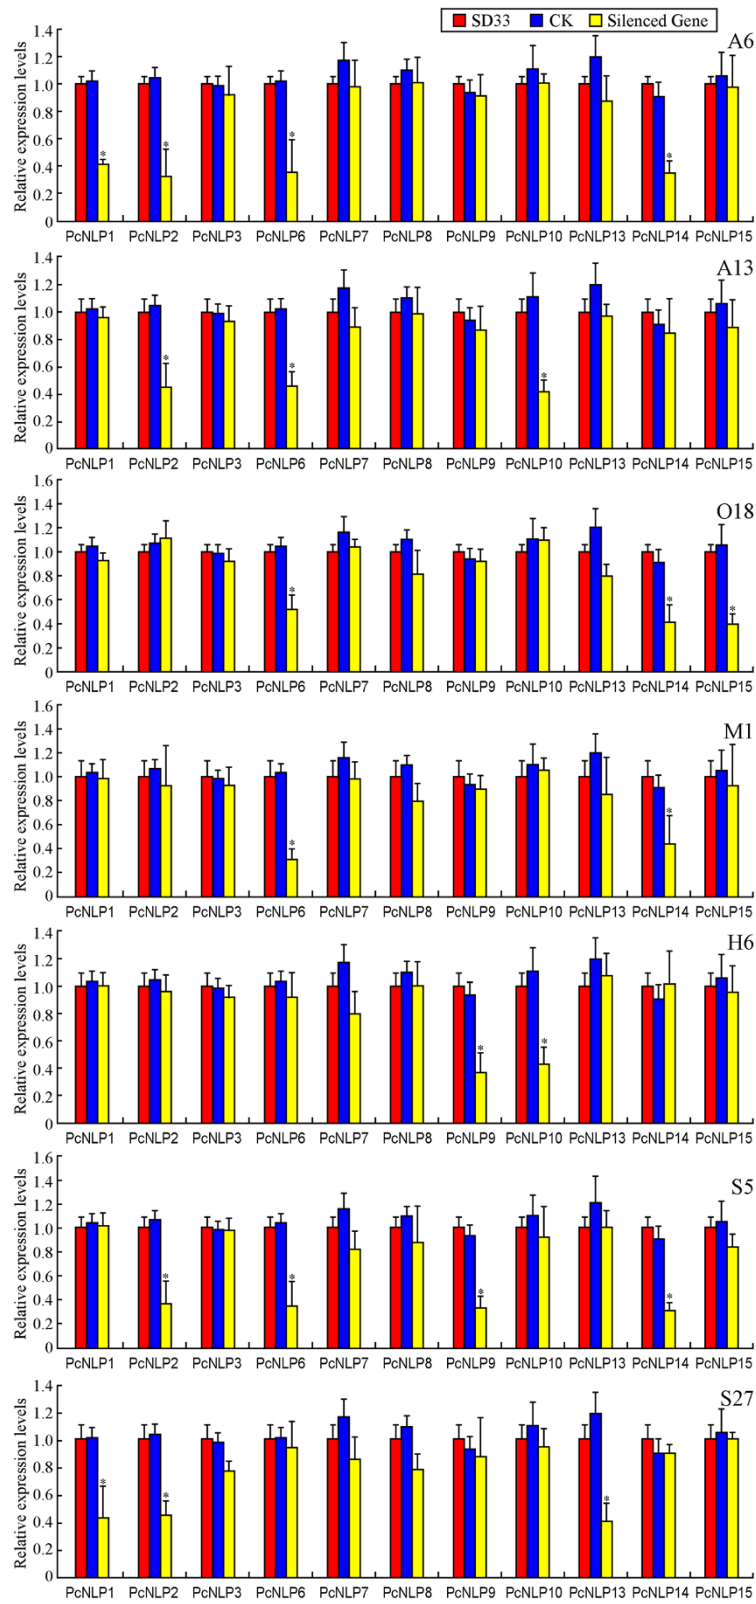 SD33 CK Silenced Gene
A6
Relative expression levels
1.4
1.2
1.0
0.8
0.6
0.4
0.2
0
* * * *
PcNLP1 PcNLP2 PcNLP3 PcNLP6 PcNLP7 PcNLP8 PcNLP9 PcNLP10 PcNLP13 PcNLP14 PcNLP15
A13
Relative expression levels
1.4
1.2
1.0
0.8
0.6
0.4
0.2
0
* * *
PcNLP1 PcNLP2 PcNLP3 PcNLP6 PcNLP7 PcNLP8 PcNLP9 PcNLP10 PcNLP13 PcNLP14 PcNLP15
O18
Relative expression levels
1.6
1.4
1.2
1.0
0.8
0.6
0.4
0.2
0
* * *
PcNLP1 PcNLP2 PcNLP3 PcNLP6 PcNLP7 PcNLP8 PcNLP9 PcNLP10 PcNLP13 PcNLP14 PcNLP15
M1
Relative expression levels
1.6
1.4
1.2
1.0
0.8
0.6
0.4
0.2
0
* *
PcNLP1 PcNLP2 PcNLP3 PcNLP6 PcNLP7 PcNLP8 PcNLP9 PcNLP10 PcNLP13 PcNLP14 PcNLP15
H6
Relative expression levels
1.4
1.2
1.0
0.8
0.6
0.4
0.2
0
* *
PcNLP1 PcNLP2 PcNLP3 PcNLP6 PcNLP7 PcNLP8 PcNLP9 PcNLP10 PcNLP13 PcNLP14 PcNLP15
S5
Relative expression levels
1.6
1.4
1.2
1.0
0.8
0.6
0.4
0.2
0
* * * *
PcNLP1 PcNLP2 PcNLP3 PcNLP6 PcNLP7 PcNLP8 PcNLP9 PcNLP10 PcNLP13 PcNLP14 PcNLP15
S27
Relative expression levels
1.4
1.2
1.0
0.8
0.6
0.4
0.2
0
* * *
PcNLP1 PcNLP2 PcNLP3 PcNLP6 PcNLP7 PcNLP8 PcNLP9 PcNLP10 PcNLP13 PcNLP14 PcNLP15